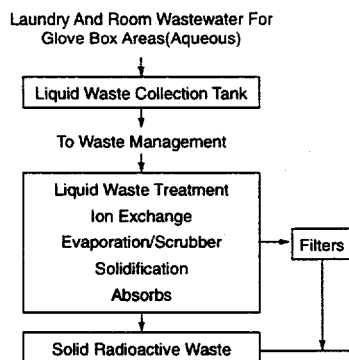 Laundry And Room Wastewater For
Glove Box Areas(Aqueous)
Liquid Waste Collection Tank
To Waste Management
Liquid Waste Treatment
Ion Exchange
Evaporation/Scrubber
Solidification
Absorbs
Filters
Solid Radioactive Waste